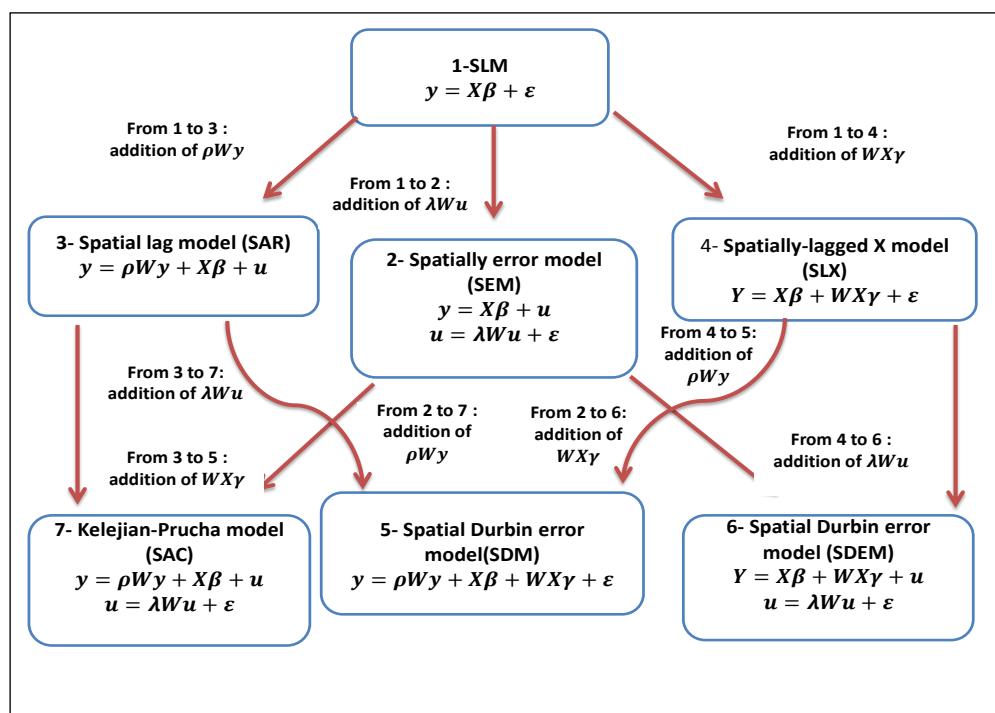 1-SLM
y = Xβ + ε
From 1 to 3 :
addition of ρWy
From 1 to 2 :
addition of λWu
From 1 to 4 :
addition of WXγ
3- Spatial lag model (SAR)
y = ρWy + Xβ + u
2- Spatially error model
(SEM)
y = Xβ + u
u = λWu + ε
4- Spatially-lagged X model
(SLX)
Y = Xβ + WXγ + ε
From 3 to 7:
addition of λWu
From 4 to 5:
addition of
ρWy
From 3 to 5 :
addition of WXγ
From 2 to 7 :
addition of
ρWy
From 2 to 6:
addition of
WXγ
From 4 to 6 :
addition of λWu
7- Kelejian-Prucha model
(SAC)
y = ρWy + Xβ + u
u = λWu + ε
5- Spatial Durbin error
model(SDM)
y = ρWy + Xβ + WXγ + ε
6- Spatial Durbin error
model (SDEM)
Y = Xβ + WXγ + u
u = λWu + ε